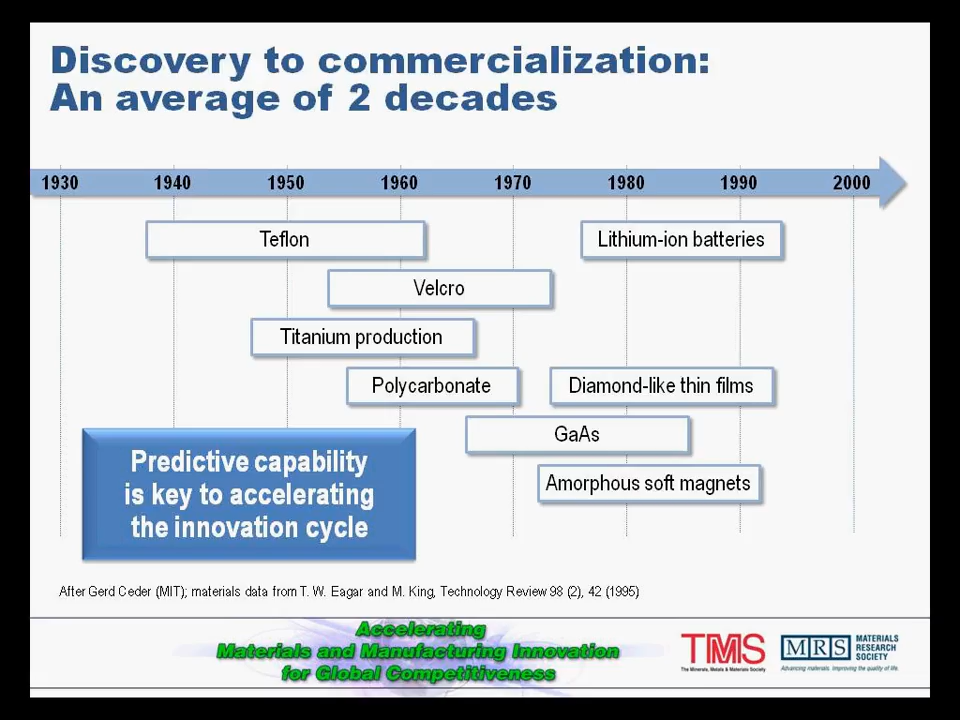 Discovery to commercialization:
An average of 2 decades
1930 1940 1950 1960 1970 1980 1990 2000
Teflon
Lithium-ion batteries
Velcro
Titanium production
Polycarbonate
Diamond-like thin films
GaAs
Amorphous soft magnets
Predictive capability
is key to accelerating
the innovation cycle
After Gerd Ceder (MIT); materials data from T. W. Eagar and M. King, Technology Review 98 (2), 42 (1995)
Accelerating
Materials and Manufacturing Innovation
for Global Competitiveness
TMS
The Minerals, Metals & Materials Society
MRS
MATERIALS
RESEARCH
SOCIETY
Advancing materials. Improving the quality of life.